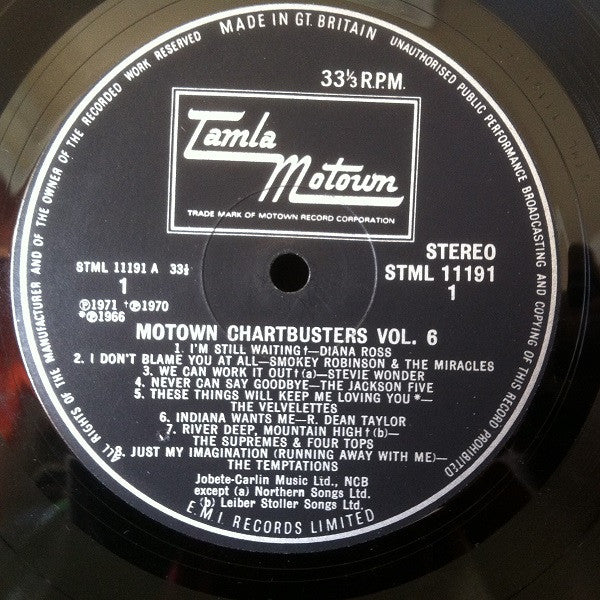 MADE IN GT. BRITAIN
UNAUTHORISED PUBLIC PERFORMANCE BROADCASTING AND COPYING OF THIS RECORD PROHIBITED
ALL RIGHTS OF THE MANUFACTURER AND OF THE OWNER OF THE RECORDED WORK RESERVED
33⅓ R.P.M.
Tamla
Motown
TRADE MARK OF MOTOWN RECORD CORPORATION
STEREO
STML 11191 A 33⅓
STML 11191
1
1
Ⓟ1971 †Ⓟ1970
*Ⓟ1966
MOTOWN CHARTBUSTERS VOL. 6
1. I'M STILL WAITING†—DIANA ROSS
2. I DON'T BLAME YOU AT ALL—SMOKEY ROBINSON & THE MIRACLES
3. WE CAN WORK IT OUT†(a)—STEVIE WONDER
4. NEVER CAN SAY GOODBYE—THE JACKSON FIVE
5. THESE THINGS WILL KEEP ME LOVING YOU*—
THE VELVELETTES
6. INDIANA WANTS ME—R. DEAN TAYLOR
7. RIVER DEEP, MOUNTAIN HIGH†(b)—
THE SUPREMES & FOUR TOPS
8. JUST MY IMAGINATION (RUNNING AWAY WITH ME)—
THE TEMPTATIONS
Jobete-Carlin Music Ltd., NCB
except (a) Northern Songs Ltd.
(b) Leiber Stoller Songs Ltd.
E.M.I. RECORDS LIMITED